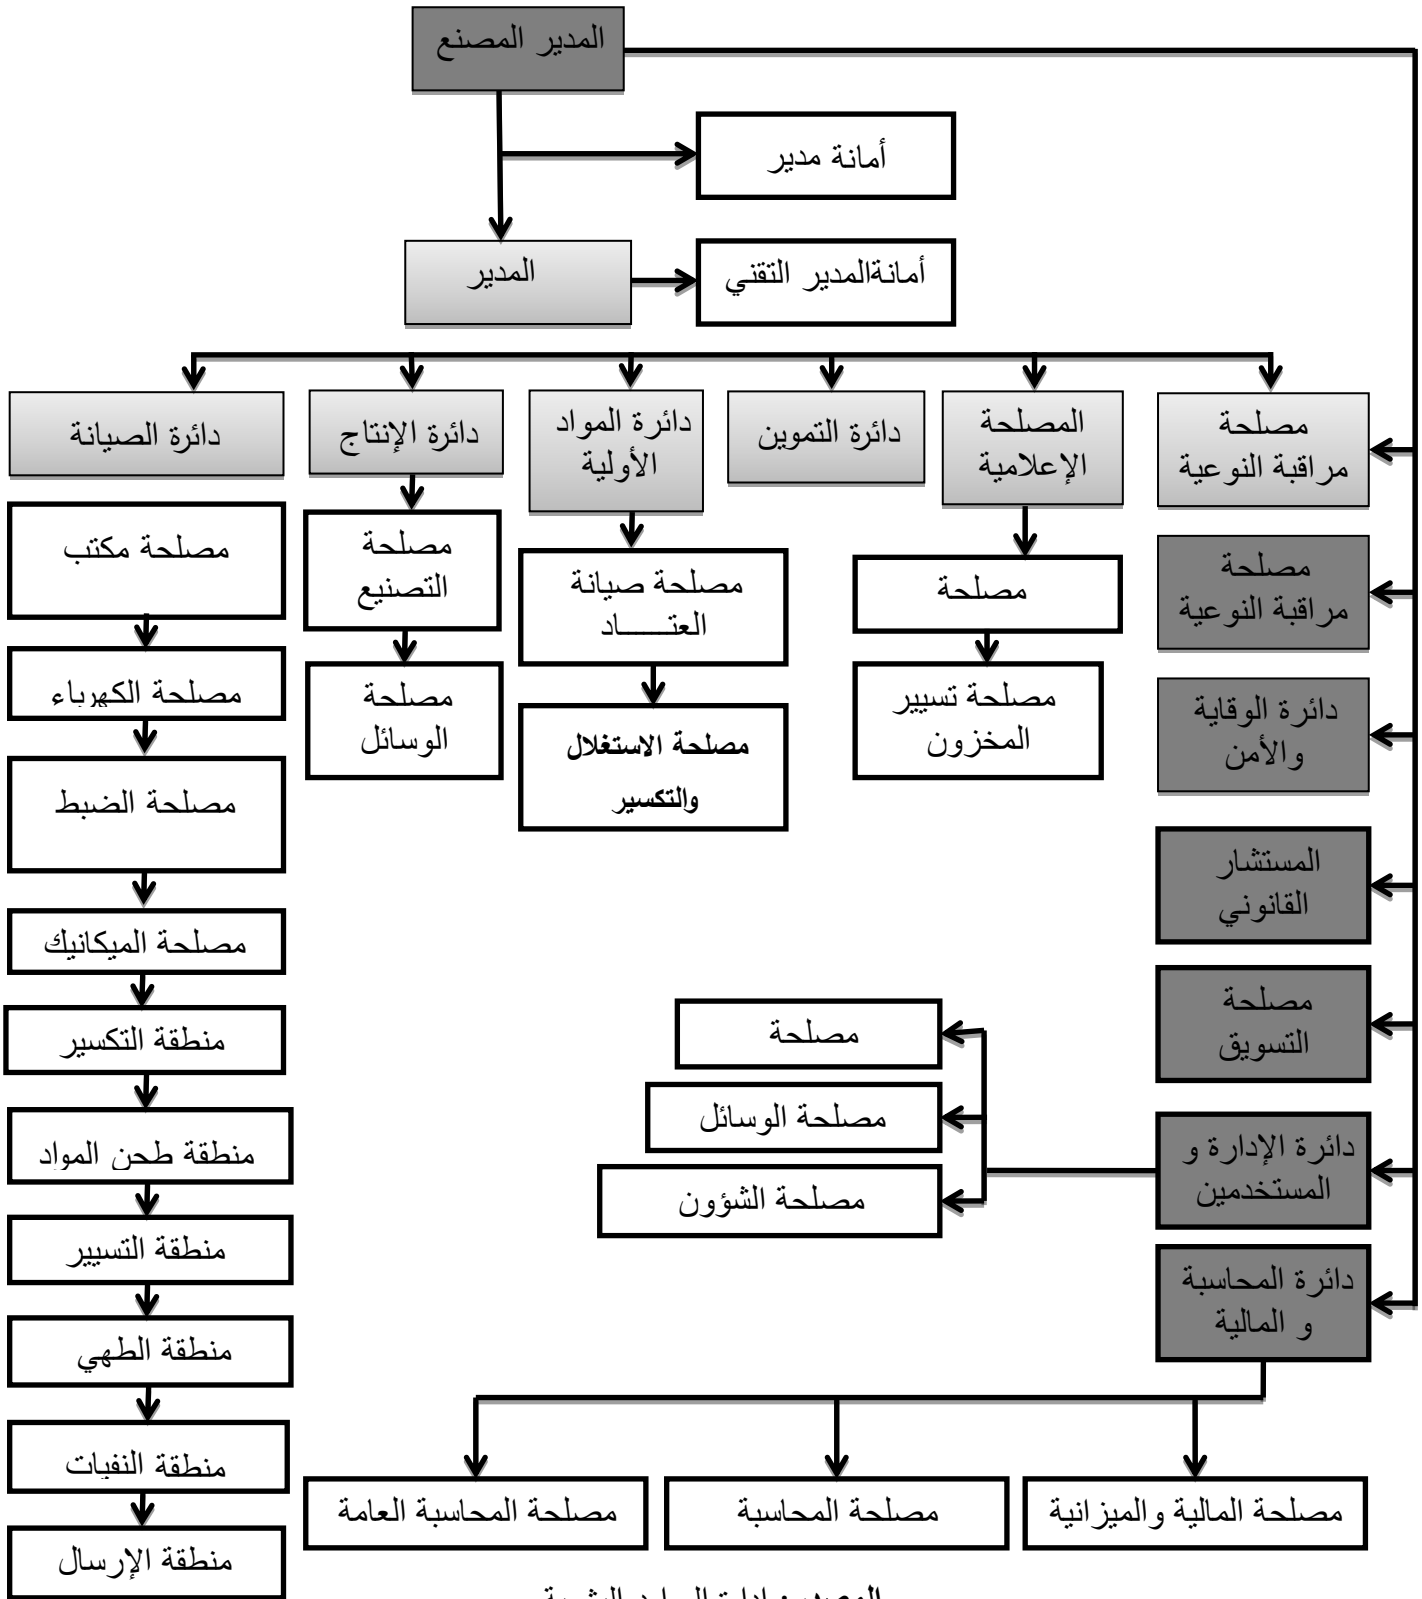 المدير المصنع
أمانة مدير
المدير
أمانةالمدير التقني
مصلحة
مراقبة النوعية
المصلحة
الإعلامية
دائرة التموين
دائرة المواد
الأولية
دائرة الإنتاج
دائرة الصيانة
مصلحة
مراقبة النوعية
مصلحة
مصلحة صيانة
العتـــــاد
مصلحة
التصنيع
مصلحة مكتب
دائرة الوقاية
والأمن
مصلحة تسيير
المخزون
مصلحة الاستغلال
والتكسير
مصلحة
الوسائل
مصلحة الكهرباء
مصلحة الضبط
المستشار
القانوني
مصلحة الميكانيك
مصلحة
التسويق
مصلحة
منطقة التكسير
دائرة الإدارة و
المستخدمين
مصلحة الوسائل
مصلحة الشؤون
منطقة طحن المواد
منطقة التسيير
دائرة المحاسبة
و المالية
منطقة الطهي
منطقة النفيات
مصلحة المالية والميزانية
مصلحة المحاسبة
مصلحة المحاسبة العامة
منطقة الإرسال